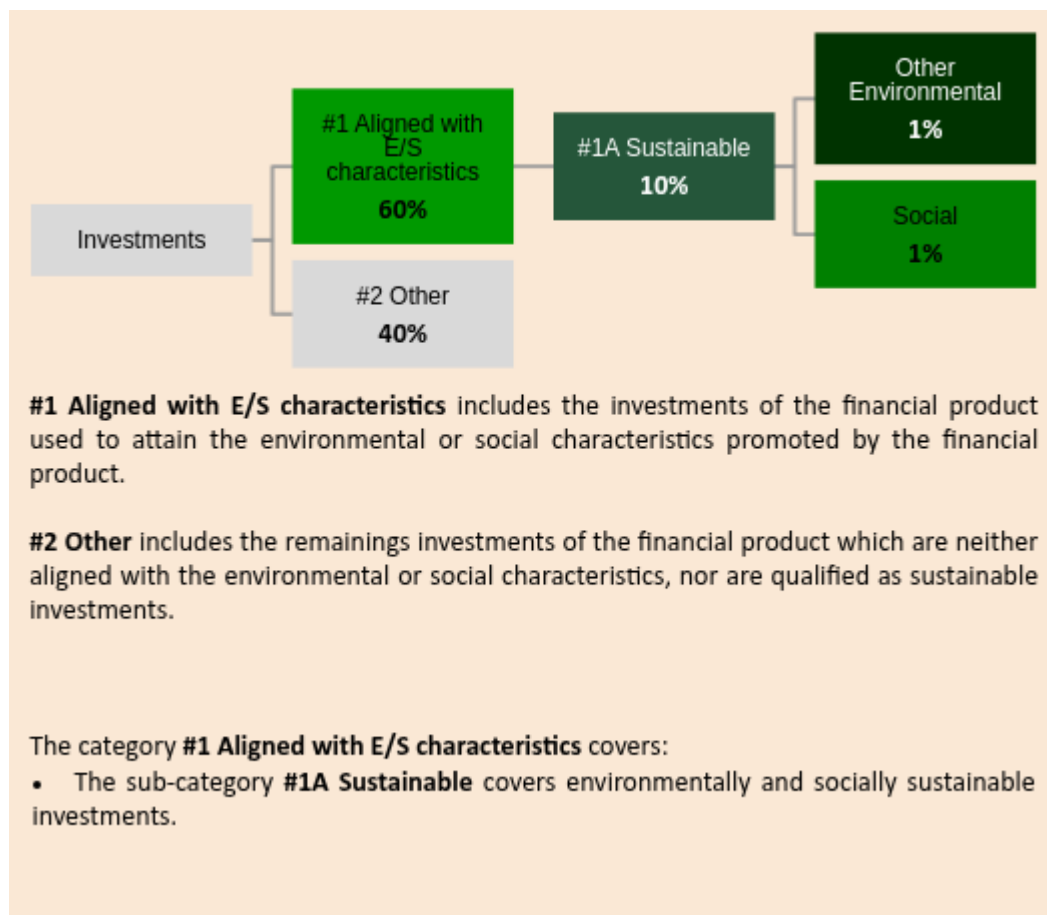 Other
Environmental
1%
#1 Aligned with
E/S
characteristics
60%
#1A Sustainable
10%
Social
1%
Investments
#2 Other
40%
#1 Aligned with E/S characteristics includes the investments of the financial product
used to attain the environmental or social characteristics promoted by the financial
product.
#2 Other includes the remainings investments of the financial product which are neither
aligned with the environmental or social characteristics, nor are qualified as sustainable
investments.
The category #1 Aligned with E/S characteristics covers:
• The sub-category #1A Sustainable covers environmentally and socially sustainable
investments.